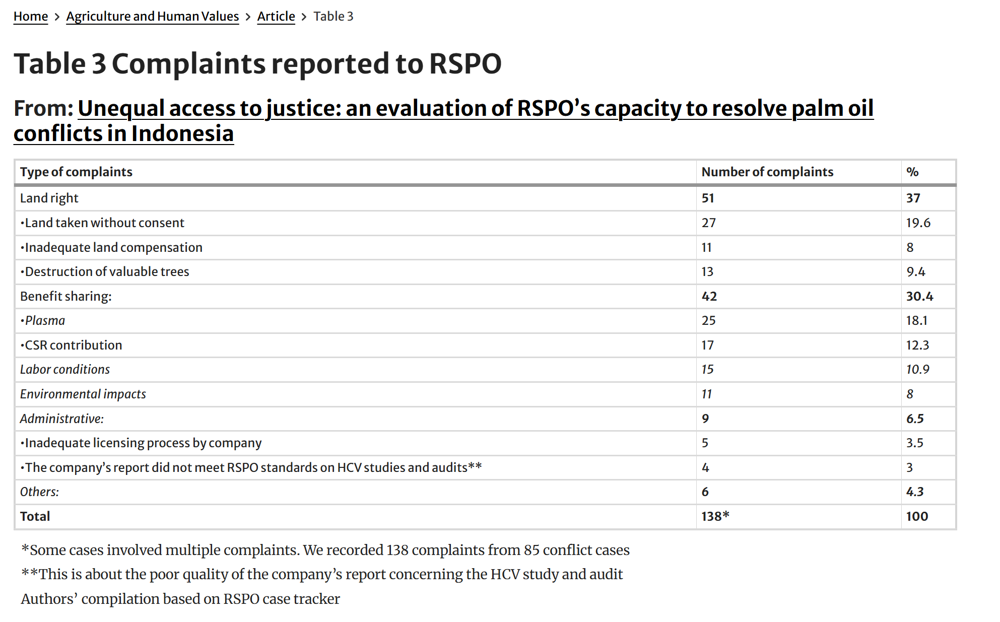 Home › Agriculture and Human Values › Article › Table 3
Table 3 Complaints reported to RSPO
From: Unequal access to justice: an evaluation of RSPO’s capacity to resolve palm oil
conflicts in Indonesia
Type of complaints Number of complaints %
Land right 51 37
•Land taken without consent 27 19.6
•Inadequate land compensation 11 8
•Destruction of valuable trees 13 9.4
Benefit sharing: 42 30.4
•Plasma 25 18.1
•CSR contribution 17 12.3
Labor conditions 15 10.9
Environmental impacts 11 8
Administrative: 9 6.5
•Inadequate licensing process by company 5 3.5
•The company’s report did not meet RSPO standards on HCV studies and audits** 4 3
Others: 6 4.3
Total 138* 100
*Some cases involved multiple complaints. We recorded 138 complaints from 85 conflict cases
**This is about the poor quality of the company’s report concerning the HCV study and audit
Authors’ compilation based on RSPO case tracker